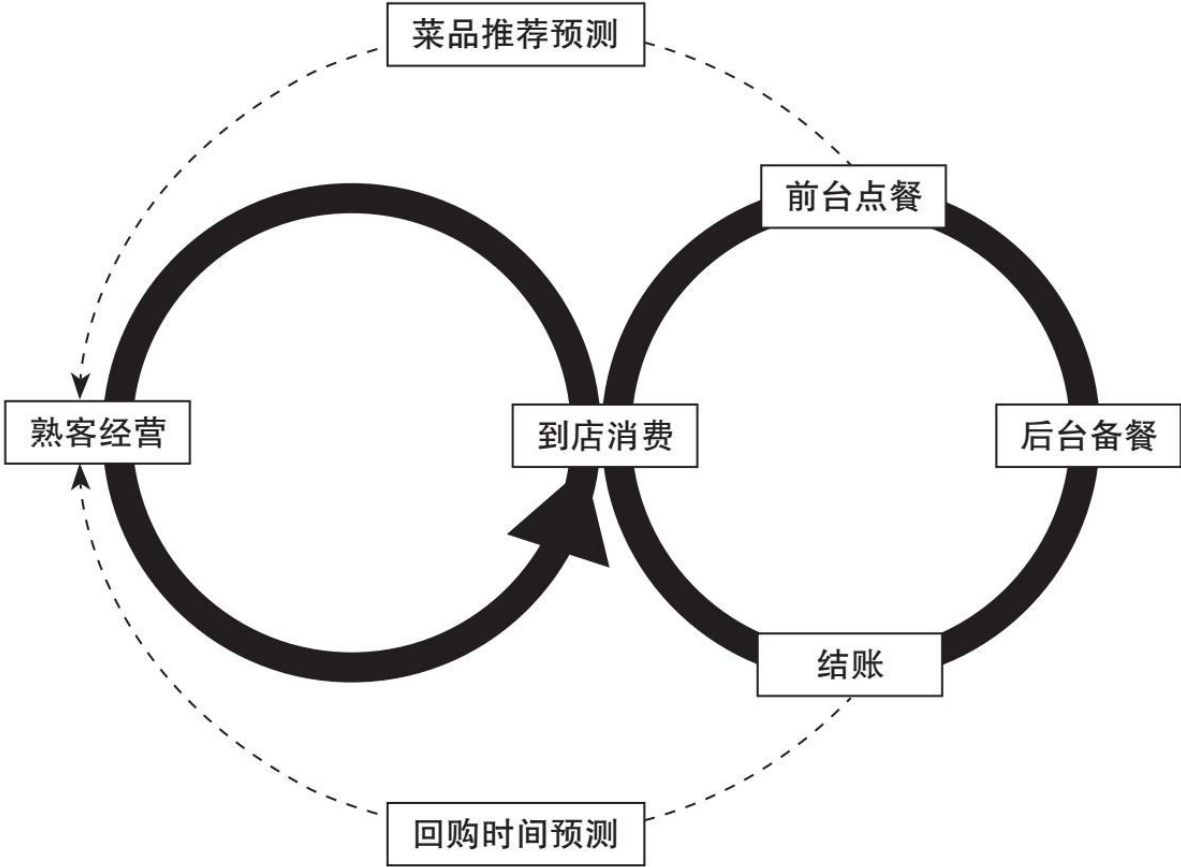 菜品推荐预测
前台点餐
熟客经营
到店消费
后台备餐
结账
回购时间预测